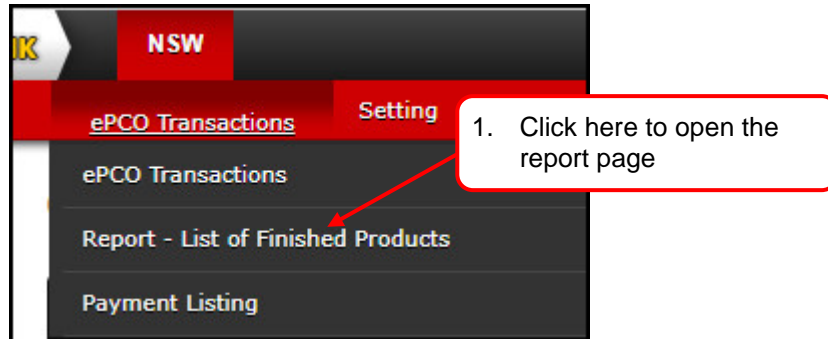 NSW
ePCO Transactions
Setting
1. Click here to open the
report page
ePCO Transactions
Report - List of Finished Products
Payment Listing